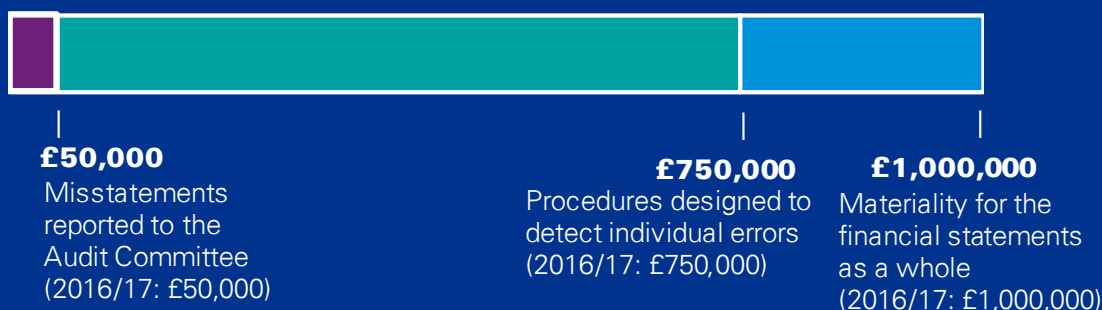 £50,000
Misstatements
reported to the
Audit Committee
(2016/17: £50,000)
£750,000
Procedures designed to
detect individual errors
(2016/17: £750,000)
£1,000,000
Materiality for the
financial statements
as a whole
(2016/17: £1,000,000)